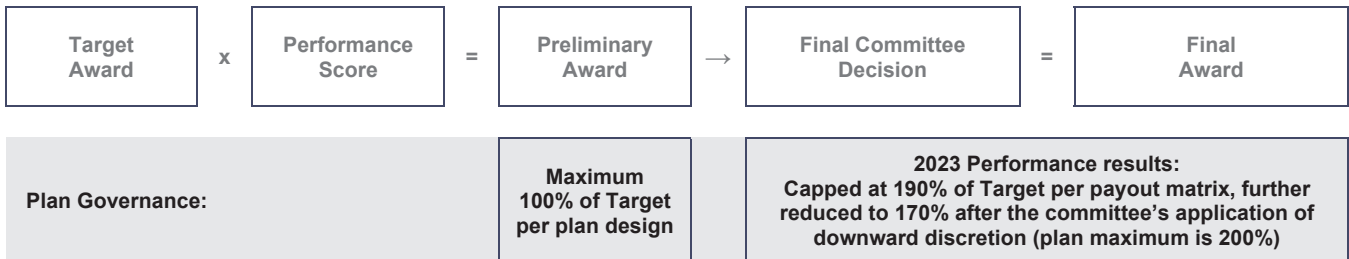 Target
Award
x
Performance
Score
=
Preliminary
Award
→
Final Committee
Decision
=
Final
Award
Plan Governance:
Maximum
100% of Target
per plan design
2023 Performance results:
Capped at 190% of Target per payout matrix, further
reduced to 170% after the committee’s application of
downward discretion (plan maximum is 200%)